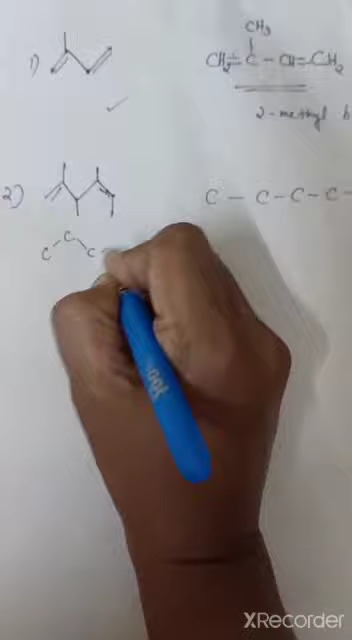 CH3
1) CH2=C-CH=CH2
2-methyl b
2) C-C-C-C-
C-C-C
XRecorder